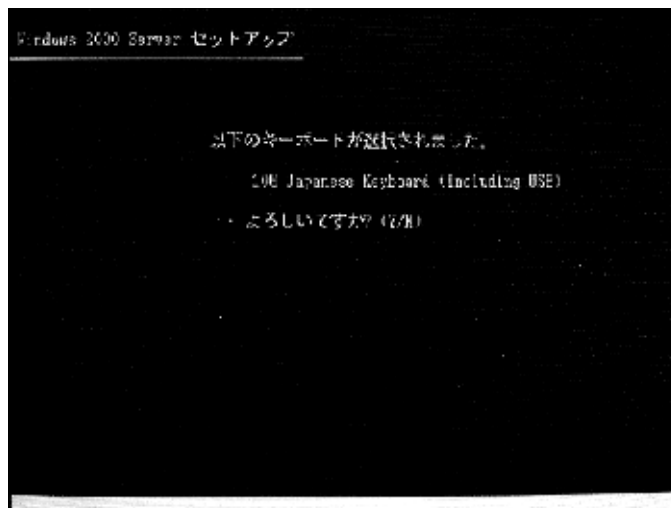 Windows 2000 Server セットアップ
以下のキーボードが選択されました。
106 Japanese Keyboard (including USB)
よろしいですか? (Y/N)